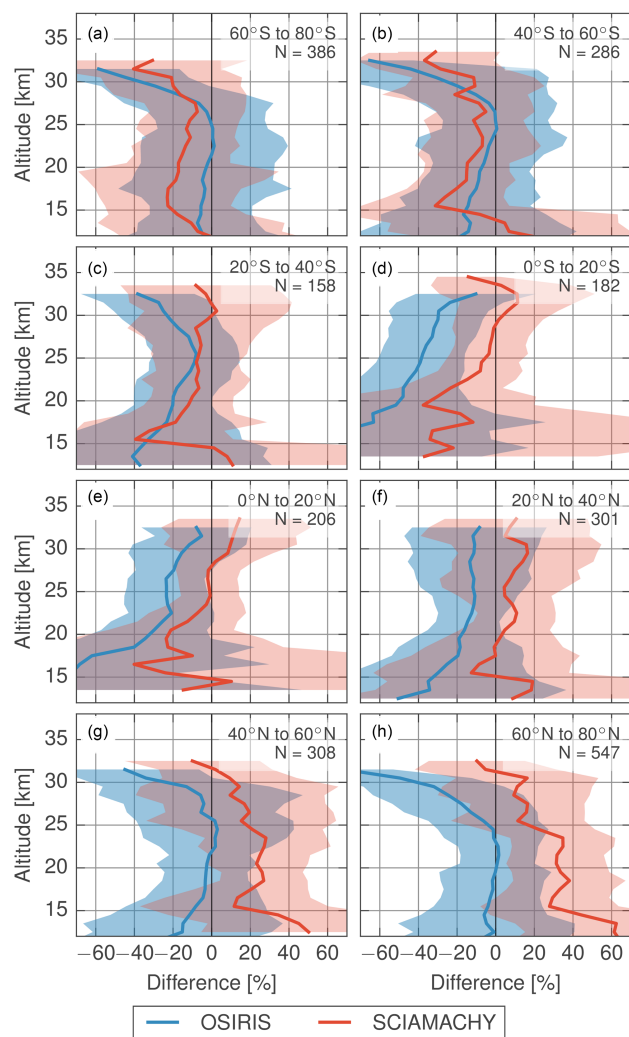 (a) 60°S to 80°S
N = 386
(b) 40°S to 60°S
N = 286
35
30
25
20
15
Altitude [km]
(c) 20°S to 40°S
N = 158
(d) 0°S to 20°S
N = 182
35
30
25
20
15
Altitude [km]
(e) 0°N to 20°N
N = 206
(f) 20°N to 40°N
N = 301
35
30
25
20
15
Altitude [km]
(g) 40°N to 60°N
N = 308
(h) 60°N to 80°N
N = 547
35
30
25
20
15
Altitude [km]
−60 −40 −20 0 20 40 60
−60 −40 −20 0 20 40 60
Difference [%]
Difference [%]
OSIRIS SCIAMACHY